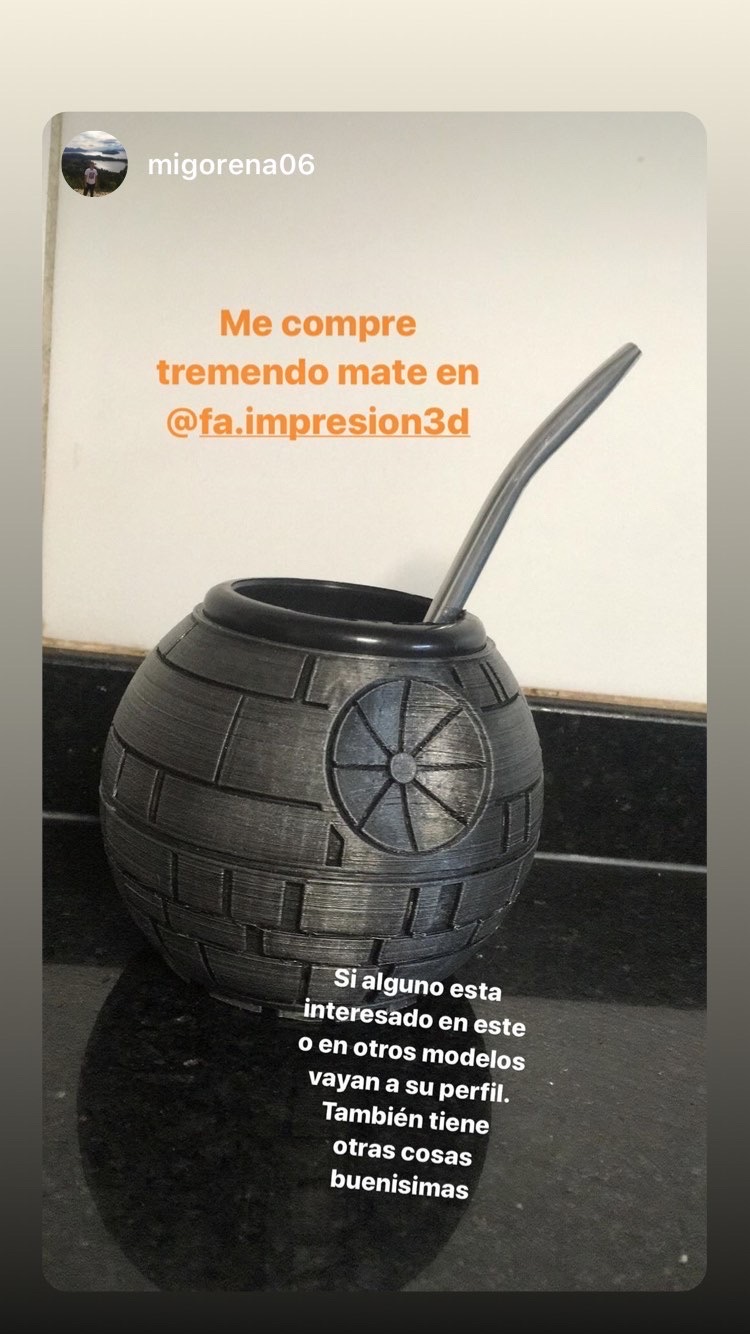 migorena06
Me compre
tremendo mate en
@fa.impresion3d
Si alguno esta
interesado en este
o en otros modelos
vayan a su perfil.
También tiene
otras cosas
buenisimas